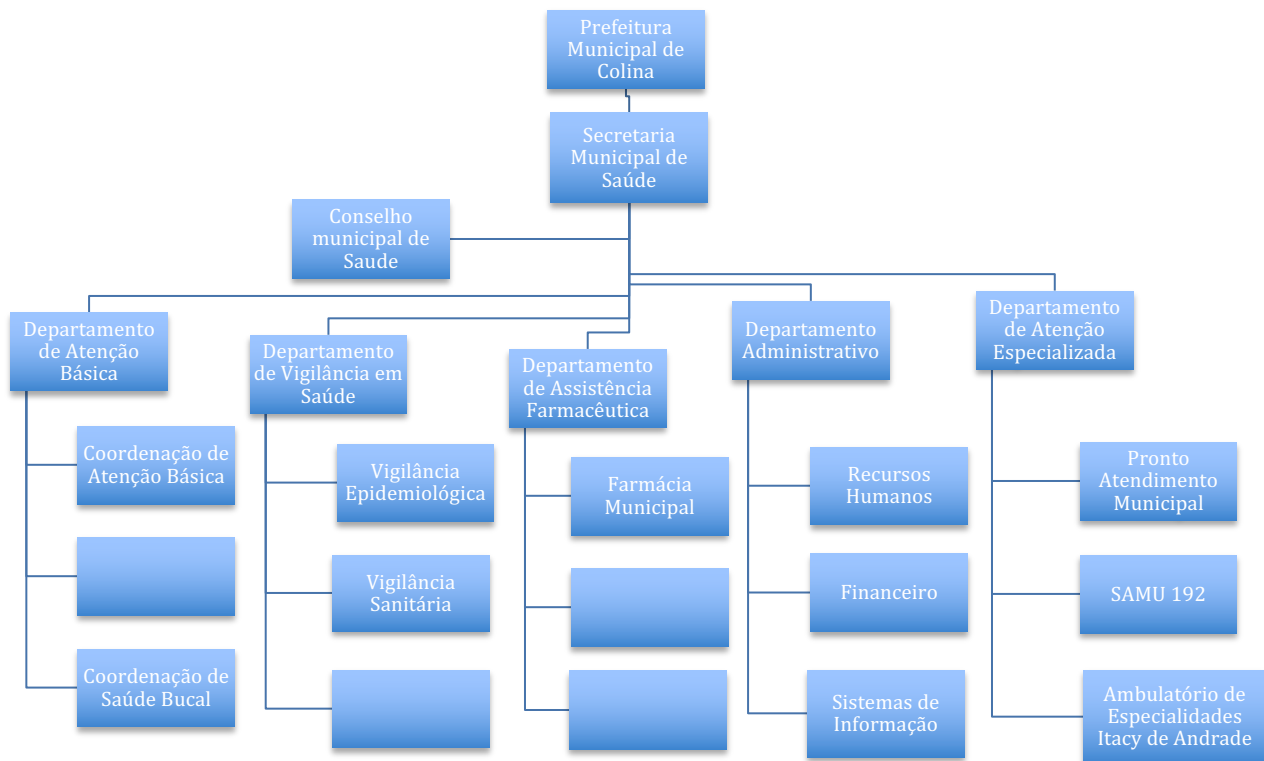 Prefeitura
Municipal de
Colina
Secretaria
Municipal de
Saúde
Conselho
municipal de
Saude
Departamento
de Atenção
Básica
Departamento
de Vigilância em
Saúde
Departamento
de Assistência
Farmacêutica
Departamento
Administrativo
Departamento
de Atenção
Especializada
Coordenação de
Atenção Básica
Coordenação de
Saúde Bucal
Vigilância
Epidemiológica
Vigilância
Sanitária
Farmácia
Municipal
Recursos
Humanos
Financeiro
Sistemas de
Informação
Pronto
Atendimento
Municipal
SAMU 192
Ambulatório de
Especialidades
Itacy de Andrade